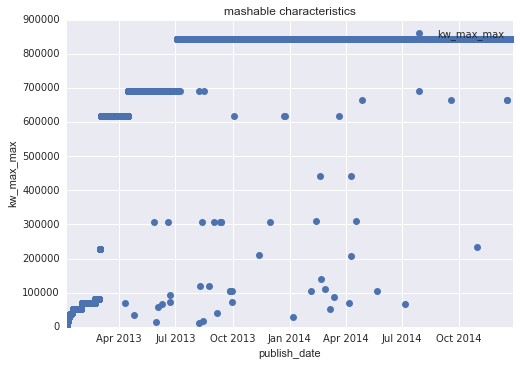 mashable characteristics
900000
800000
700000
600000
500000
400000
300000
200000
100000
0
kw_max_max
kw_max_max
Apr 2013 Jul 2013 Oct 2013 Jan 2014 Apr 2014 Jul 2014 Oct 2014
publish_date